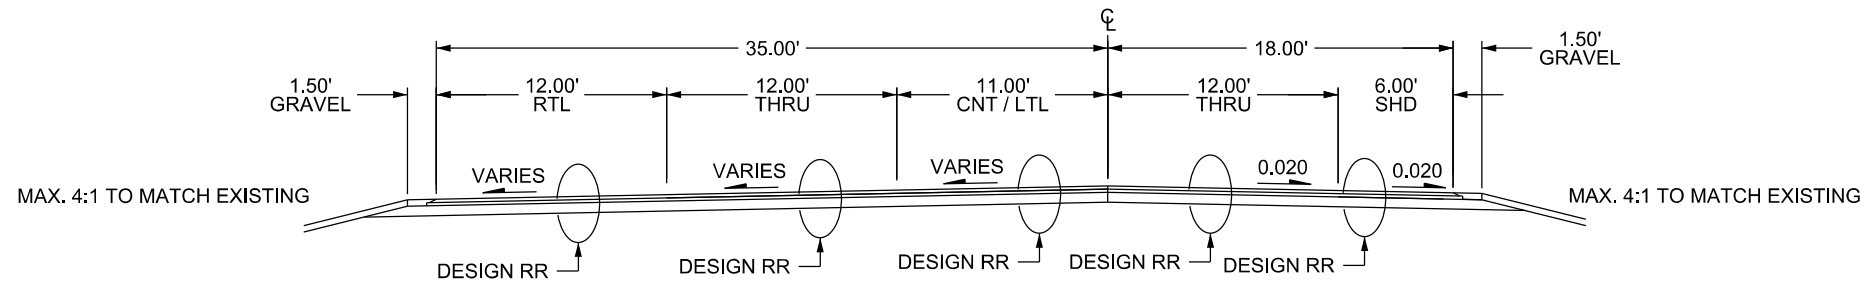 ℄
35.00'
18.00'
1.50'
GRAVEL
1.50'
GRAVEL
12.00'
RTL
12.00'
THRU
11.00'
CNT / LTL
12.00'
THRU
6.00'
SHD
VARIES
VARIES
VARIES
0.020
0.020
MAX. 4:1 TO MATCH EXISTING
MAX. 4:1 TO MATCH EXISTING
DESIGN RR
DESIGN RR
DESIGN RR
DESIGN RR
DESIGN RR